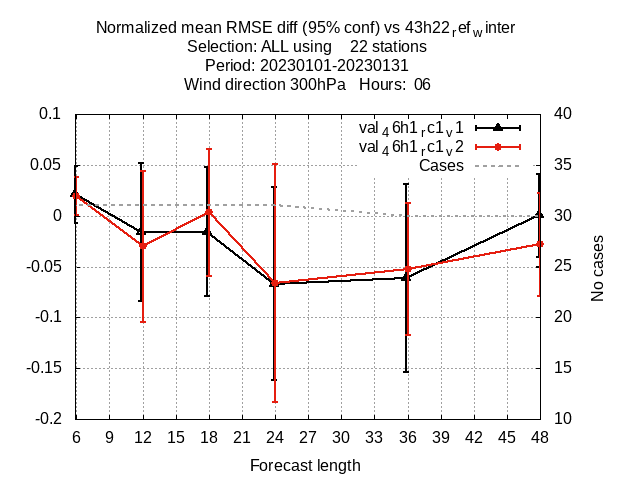 Normalized mean RMSE diff (95% conf) vs 43h22refwinter
Selection: ALL using 22 stations
Period: 20230101-20230131
Wind direction 300hPa Hours: 06
val46h1rc1v1
val46h1rc1v2
Cases
0.1
0.05
0
-0.05
-0.1
-0.15
-0.2
40
35
30
25
20
15
10
No cases
6 9 12 15 18 21 24 27 30 33 36 39 42 45 48
Forecast length